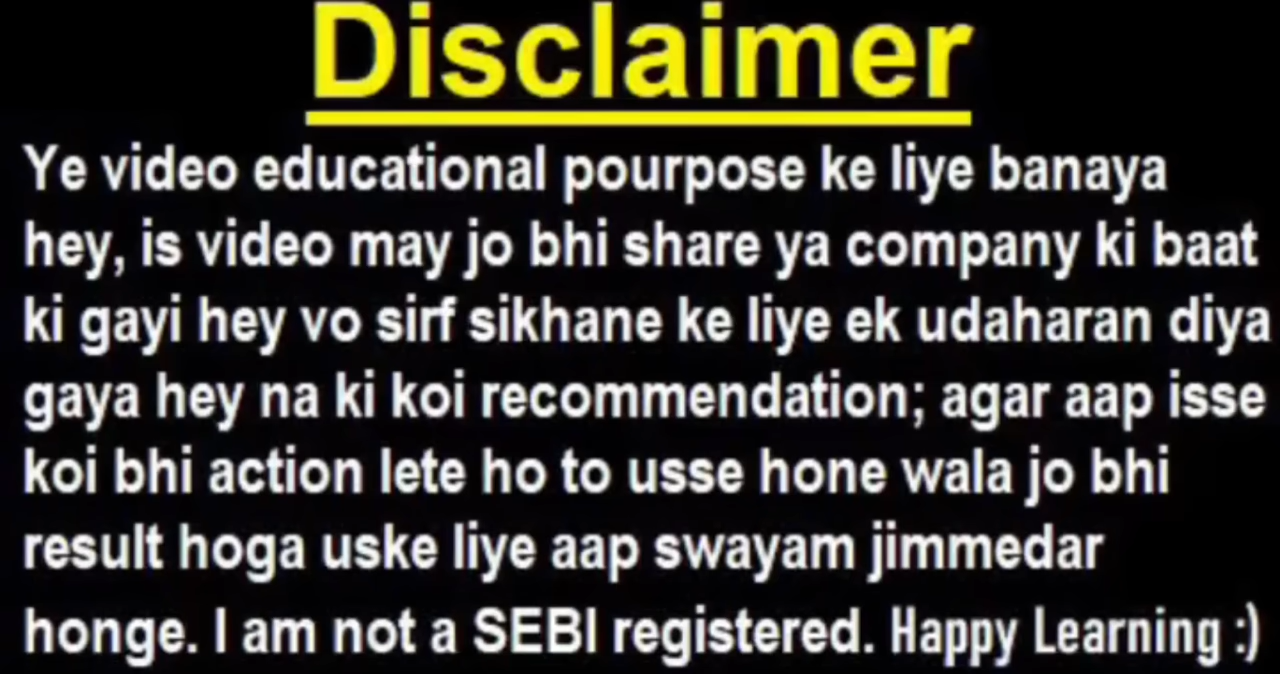 Disclaimer
Ye video educational pourpose ke liye banaya
hey, is video may jo bhi share ya company ki baat
ki gayi hey vo sirf sikhane ke liye ek udaharan diya
gaya hey na ki koi recommendation; agar aap isse
koi bhi action lete ho to usse hone wala jo bhi
result hoga uske liye aap swayam jimmedar
honge. I am not a SEBI registered. Happy Learning :)